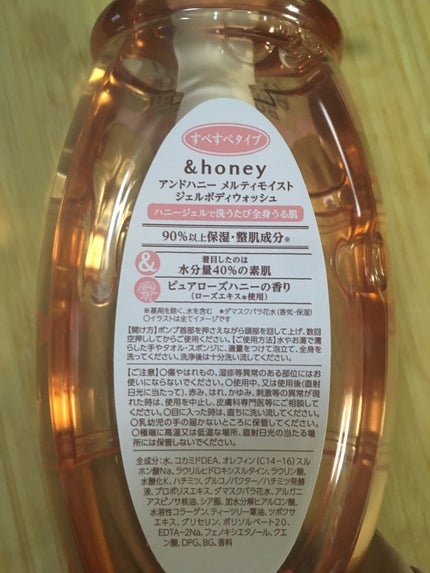 すべすべタイプ
&honey
アンドハニー メルティモイスト
ジェルボディウォッシュ
ハニージェルで洗うたび全身うる肌
90%以上保湿・整肌成分※
&
着目したのは
水分量40%の素肌
ピュアローズハニーの香り
(ローズエキス*使用)
※基剤を除く、水を含む *ダマスクバラ花水(香気・保湿)
○イラストは全てイメージです
【開け方】ポンプ首部を押さえながら頭部を回して上げ、数回
空押ししてからご使用ください。【ご使用方法】水やお湯で濡
らした手やタオル・スポンジに、適量をつけて泡立て、全身を
洗ってください。洗浄後は十分洗い流してください。
【ご注意】○傷やはれもの、湿疹等異常のある部位にはお
使いにならないでください。○使用中、又は使用後(直射
日光に当たって)、赤み、はれ、かゆみ、刺激等の異常が現
れた時は、使用を中止し、皮膚科専門医等にご相談して
ください。○目に入った時は、直ちに洗い流してください。
○乳幼児の手の届かないところに保管してください。
○極端に高温又は低温な場所、直射日光の当たる場
所には保管しないでください。
全成分:水、コカミドDEA、オレフィン(C14-16)スル
ホン酸Na、ラウリルヒドロキシスルタイン、ラウリン酸、
水酸化K、ハチミツ、グルコノバクター/ハチミツ発酵
液、プロポリスエキス、ダマスクバラ花水、アルガニ
アスピノサ核油、シア脂、加水分解ヒアルロン酸、
水溶性コラーゲン、ティーツリー葉油、ツボクサ
エキス、グリセリン、ポリソルベート20、
EDTA-2Na、フェノキシエタノール、クエ
ン酸、DPG、BG、香料